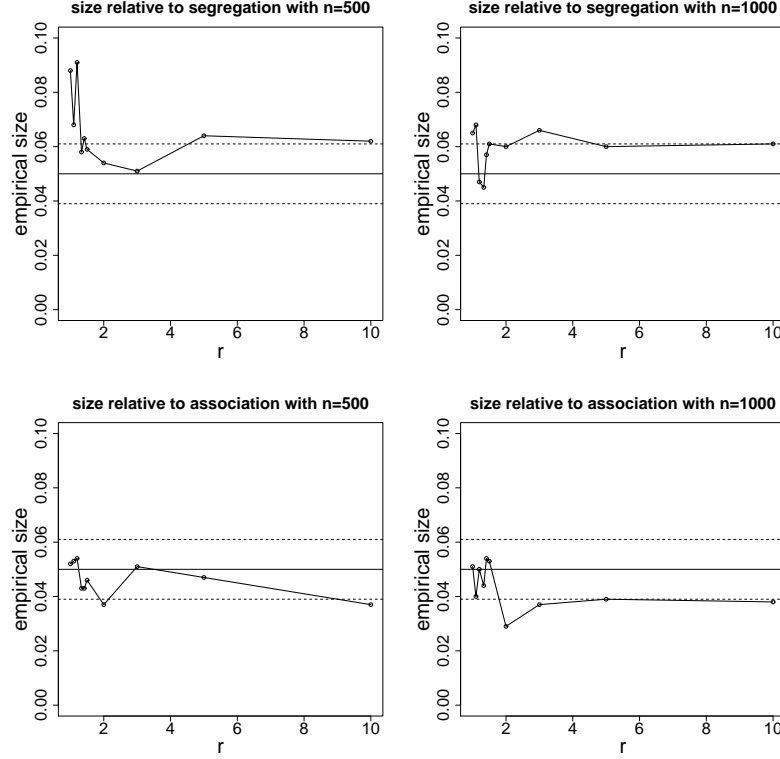 size relative to segregation with n=500
empirical size
0.00 0.02 0.04 0.06 0.08 0.10
2 4 6 8 10
r
size relative to segregation with n=1000
empirical size
0.00 0.02 0.04 0.06 0.08 0.10
2 4 6 8 10
r
size relative to association with n=500
empirical size
0.00 0.02 0.04 0.06 0.08 0.10
2 4 6 8 10
r
size relative to association with n=1000
empirical size
0.00 0.02 0.04 0.06 0.08 0.10
2 4 6 8 10
r